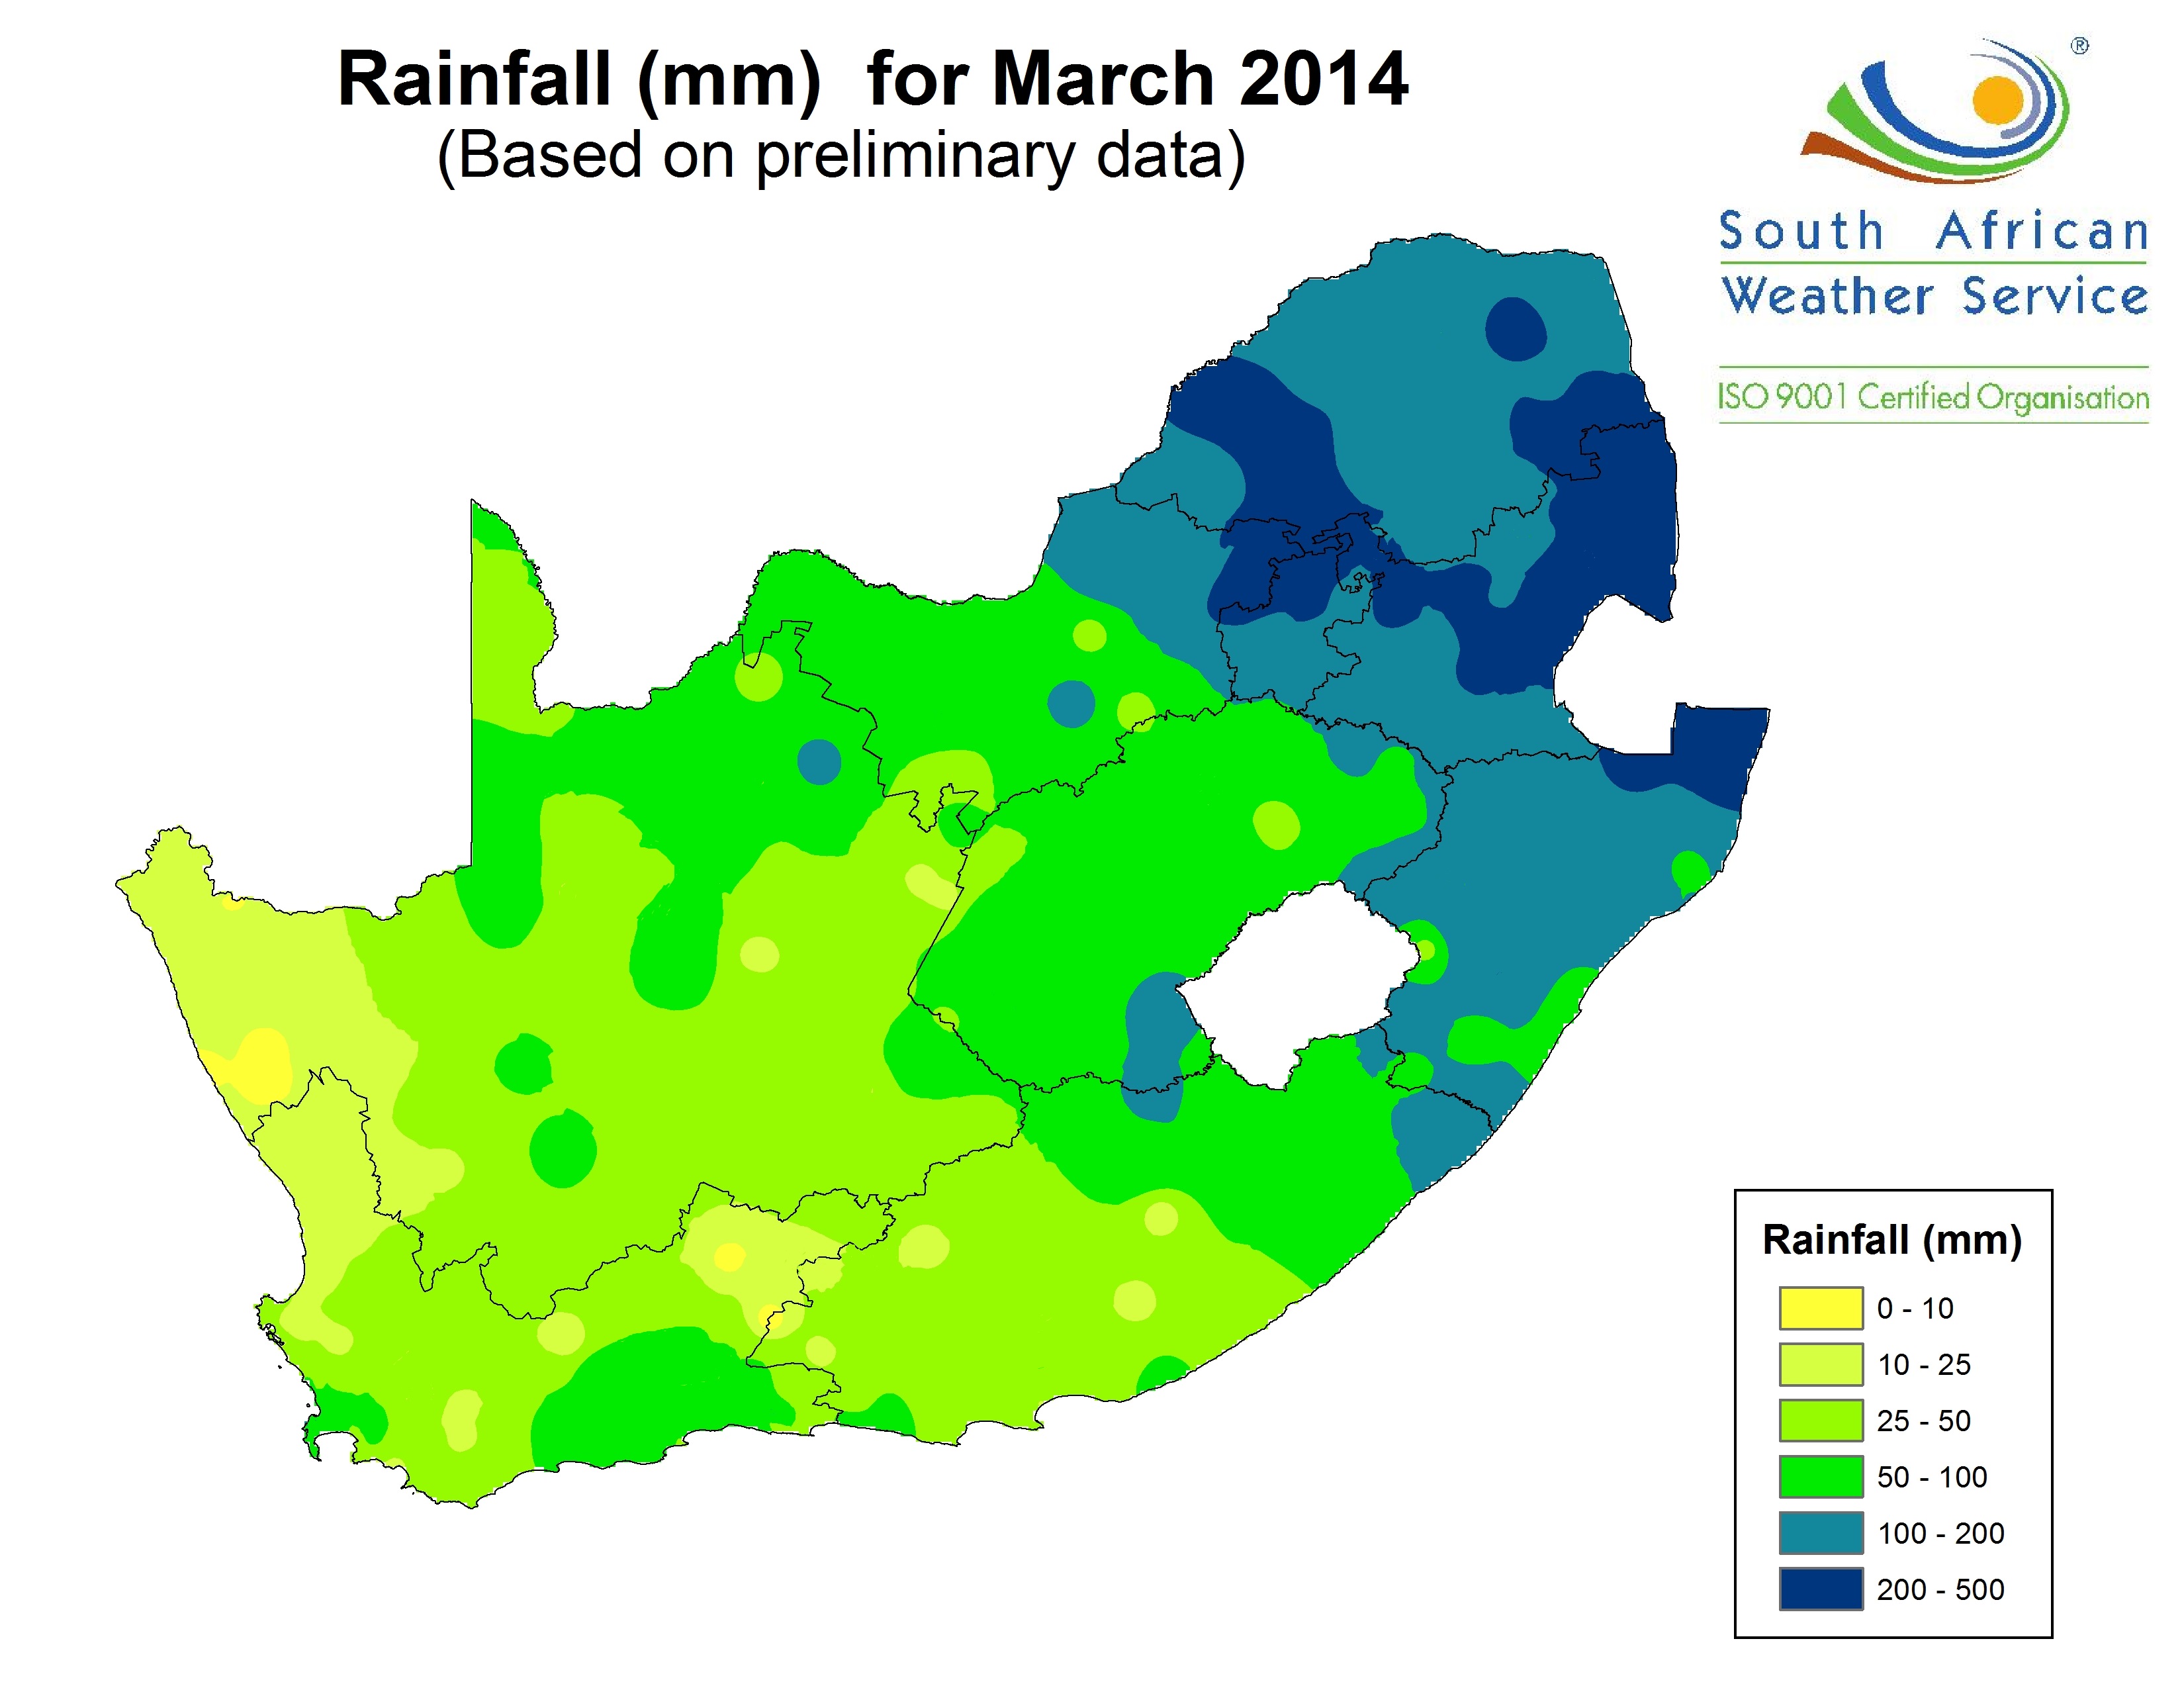 Rainfall (mm)  for March 2014
(Based on preliminary data)
®
South African
Weather Service
ISO 9001 Certified Organisation
Rainfall (mm)
0 - 10
10 - 25
25 - 50
50 - 100
100 - 200
200 - 500